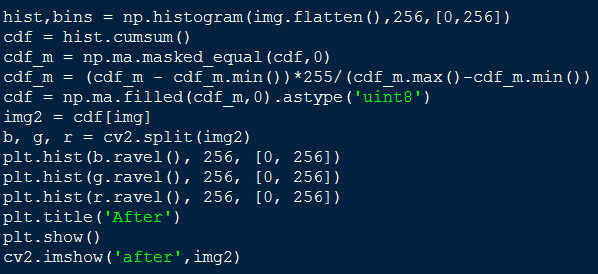 hist,bins = np.histogram(img.flatten(),256,[0,256])
cdf = hist.cumsum()
cdf_m = np.ma.masked_equal(cdf,0)
cdf_m = (cdf_m - cdf_m.min())*255/(cdf_m.max()-cdf_m.min())
cdf = np.ma.filled(cdf_m,0).astype('uint8')
img2 = cdf[img]
b, g, r = cv2.split(img2)
plt.hist(b.ravel(), 256, [0, 256])
plt.hist(g.ravel(), 256, [0, 256])
plt.hist(r.ravel(), 256, [0, 256])
plt.title('After')
plt.show()
cv2.imshow('after',img2)